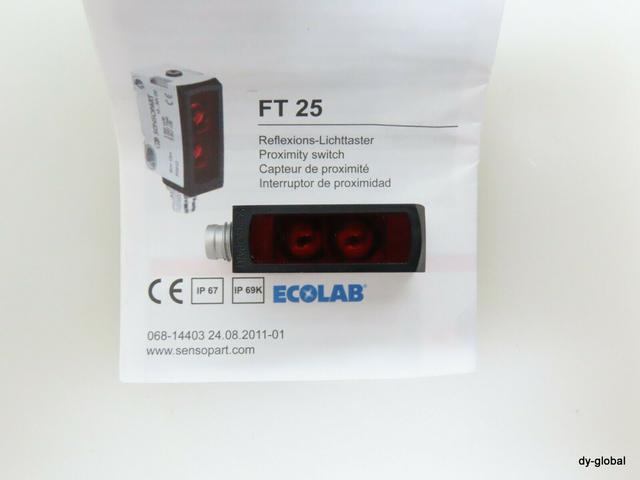 SENSOPART
FT 25
Reflexions-Lichttaster
Proximity switch
Capteur de proximité
Interruptor de proximidad
CE
IP 67
IP 69K
ECOLAB®
068-14403 24.08.2011-01
www.sensopart.com
dy-global